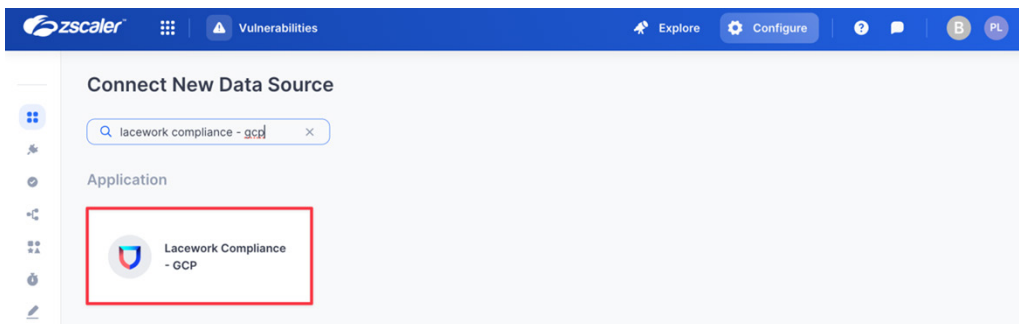 zscaler
Vulnerabilities
Explore
Configure
?
B
PL
Connect New Data Source
lacework compliance - gcp
Application
Lacework Compliance
- GCP